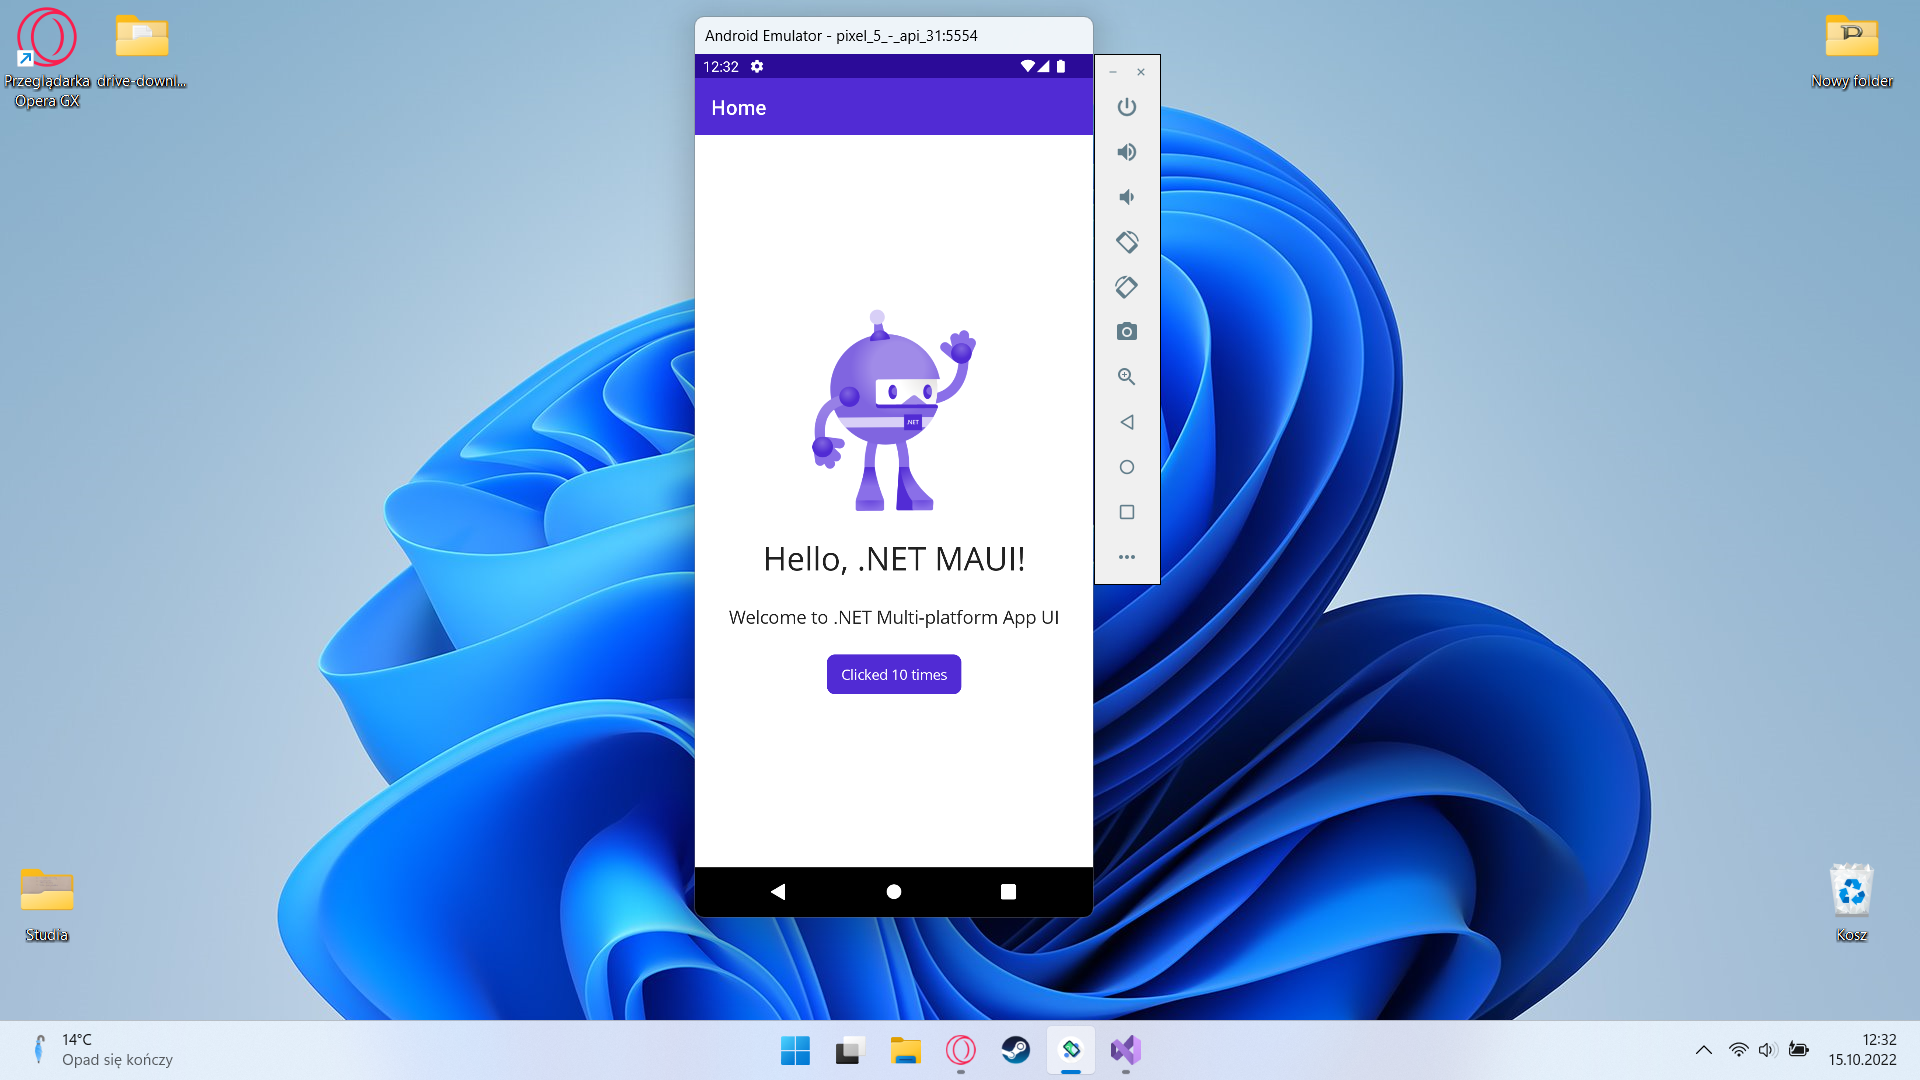 Przeglądarka
Opera GX
drive-downl...
Nowy folder
Android Emulator - pixel_5_-_api_31:5554
12:32
Home
.NET
Hello, .NET MAUI!
Welcome to .NET Multi-platform App UI
Clicked 10 times
Studia
Kosz
14°C
Opad się kończy
12:32
15.10.2022